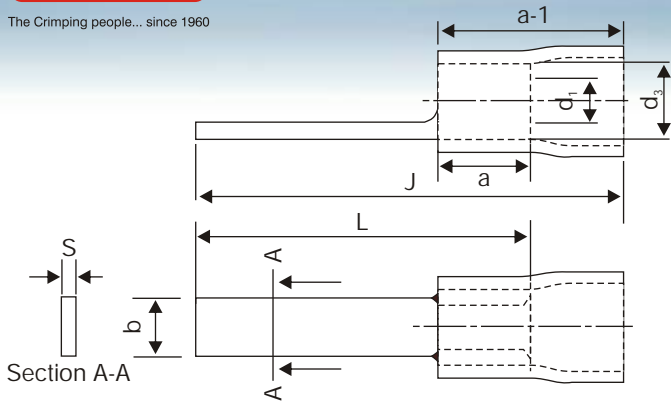 The Crimping people... since 1960
a-1
d₁
d₃
a
J
L
S
A
b
A
Section A-A